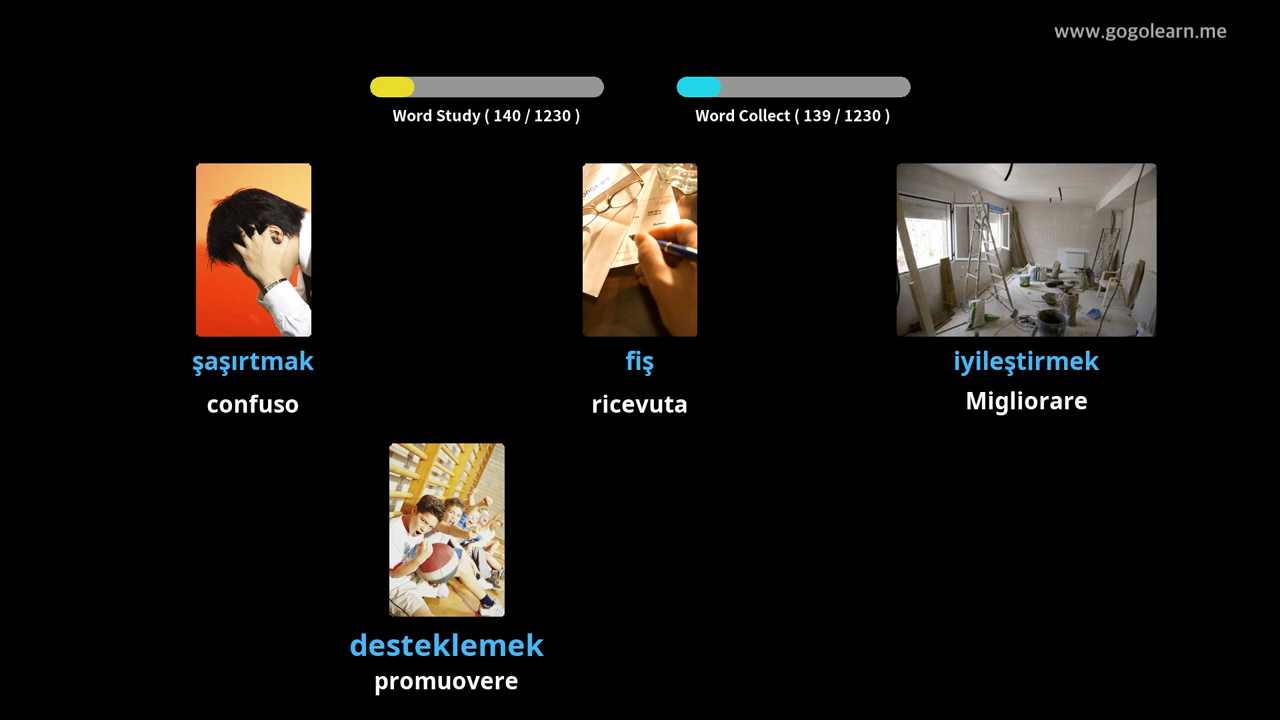 www.gogolearn.me
Word Study ( 140 / 1230 )
Word Collect ( 139 / 1230 )
şaşırtmak
confuso
fiş
ricevuta
iyileştirmek
Migliorare
desteklemek
promuovere